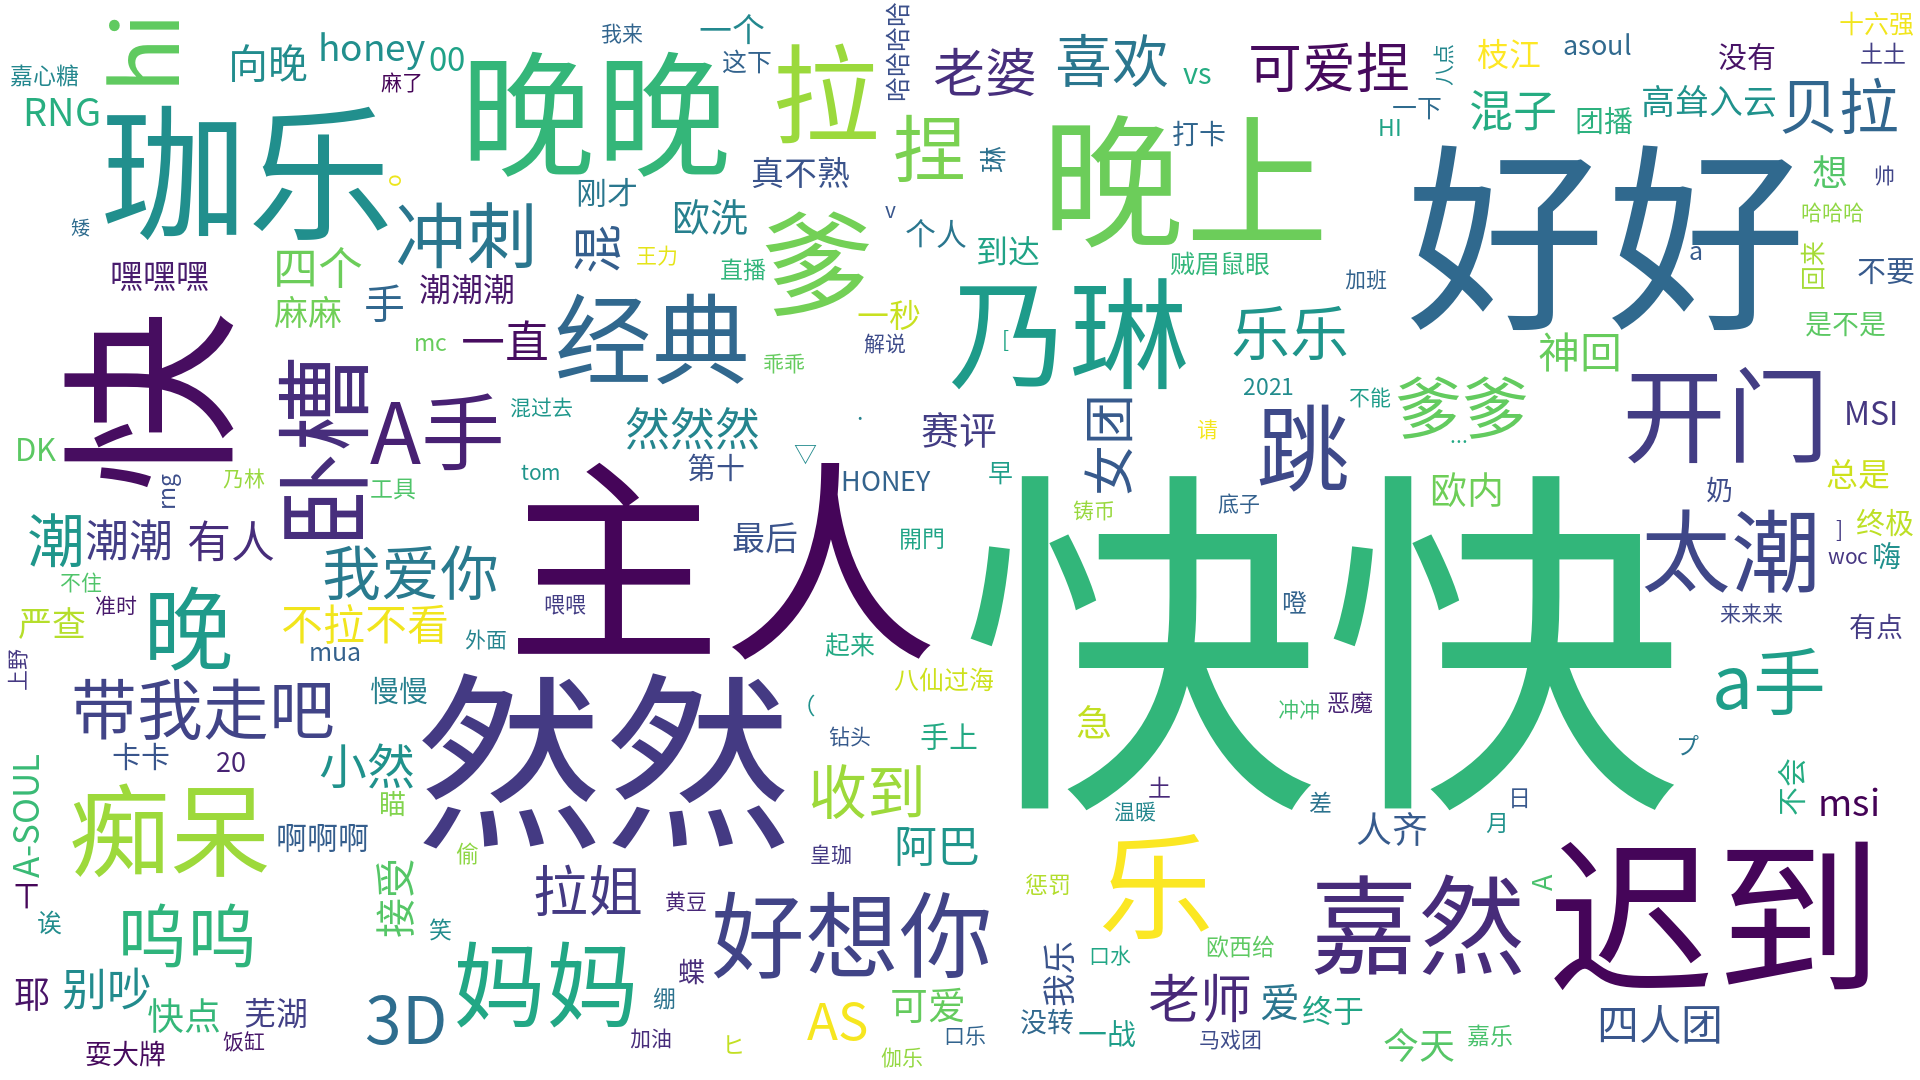 hi
向晚
honey
00
晚晚
我来
一个
这下
拉
哈哈哈哈
老婆
喜欢
vs
可爱捏
点八
枝江
asoul
没有
十六强
土土
嘉心糖
RNG
麻了
珈乐
。
捏
琢
晚上
打卡
一下
HI
混子
团播
高耸入云
贝拉
好好
想
帅
哈哈哈
矮
嘿嘿嘿
四个
麻麻
手
冲刺
潮潮潮
刚才
混
欧洗
真不熟
王力
直播
爹
v
个人
到达
贼眉鼠眼
加班
a
回来
不要
是不是
快
卧槽
mc
一直
经典
乖乖
一秒
解说
乃琳
[
乐乐
神回
2021
不能
爹爹
...
开门
MSI
A手
混过去
然然然
▽
.
赛评
女团
请
跳
DK
rng
乃林
工具
tom
第十
HONEY
早
铸币
底子
欧内
奶
总是
潮
潮潮
有人
最后
開門
主人
快快
太潮
]
终极
woc
嗨
不住
准时
我爱你
喂喂
噔
来来来
有点
严查
晚
不拉不看
外面
mua
起来
上野
带我走吧
慢慢
八仙过海
(
急
冲冲
恶魔
a手
卡卡
20
小然
然然
钻头
手上
プ
A-SOUL
痴呆
瞄
收到
土
温暖
差
日
月
不会
msi
啊啊啊
偷
皇珈
阿巴
人齐
丅
诶
呜呜
接受
笑
拉姐
黄豆
好想你
惩罚
乐
嘉然
A
迟到
耶
别吵
快点
芜湖
3D
妈妈
蝶
绷
我乐
口水
欧西给
老师
爱
终于
耍大牌
饭缸
加油
ヒ
AS
可爱
伽乐
口乐
没转
一战
马戏团
今天
嘉乐
四人团